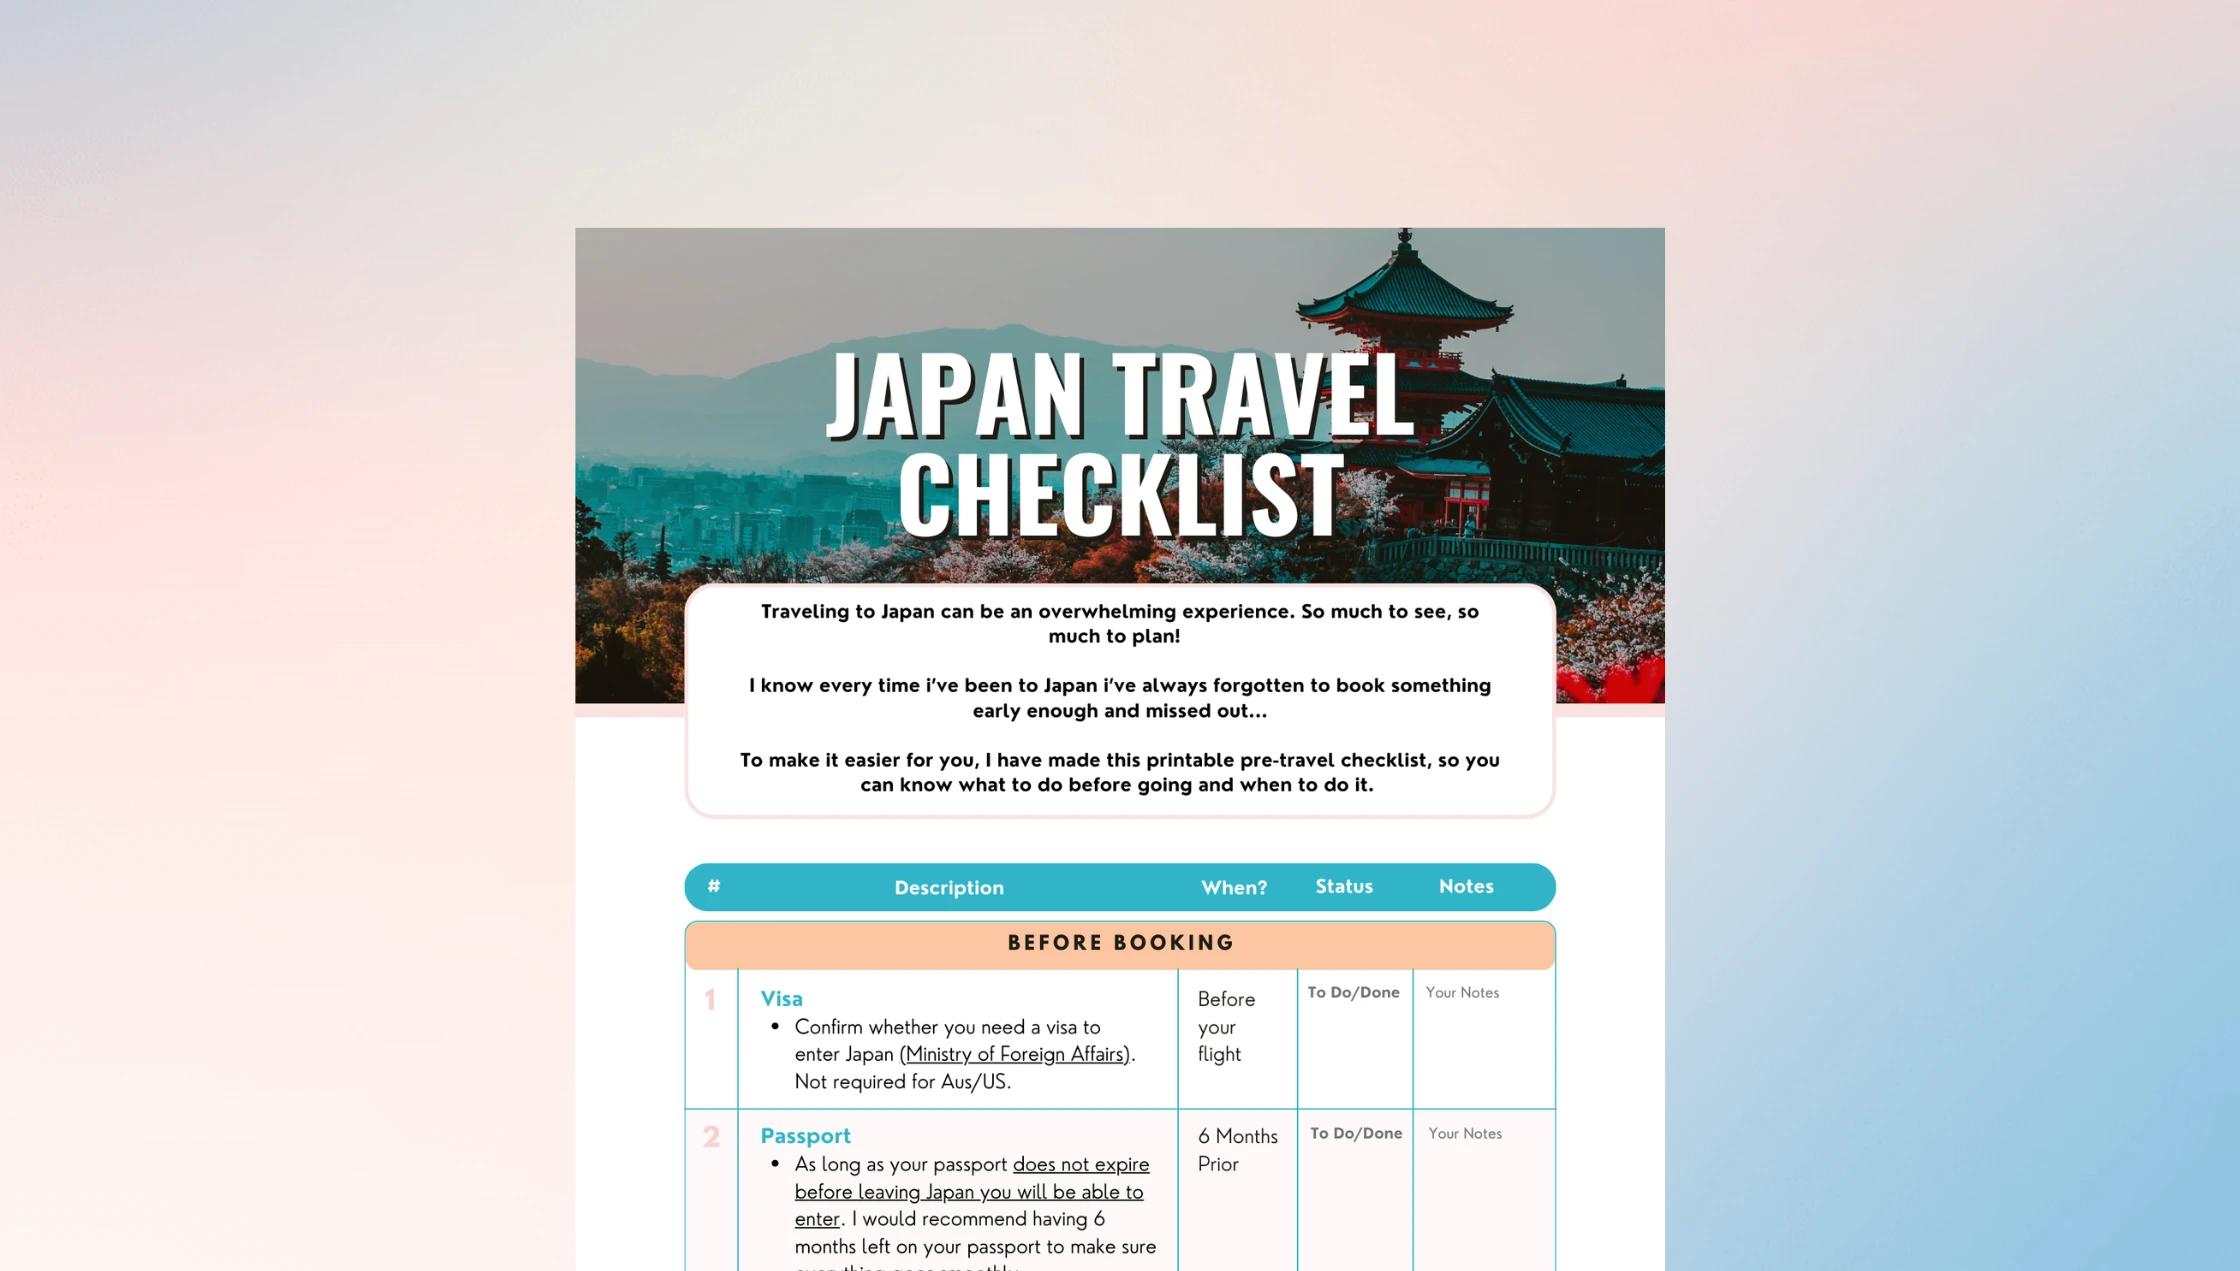 JAPAN TRAVEL
CHECKLIST
Traveling to Japan can be an overwhelming experience. So much to see, so
much to plan!
I know every time i've been to Japan i've always forgotten to book something
early enough and missed out...
To make it easier for you, I have made this printable pre-travel checklist, so you
can know what to do before going and when to do it.
# Description When? Status Notes
BEFORE BOOKING
1 Visa Before To Do/Done Your Notes
• Confirm whether you need a visa to your
enter Japan (Ministry of Foreign Affairs). flight
Not required for Aus/US.
2 Passport 6 Months To Do/Done Your Notes
• As long as your passport does not expire Prior
before leaving Japan you will be able to
enter. I would recommend having 6
months left on your passport to make sure